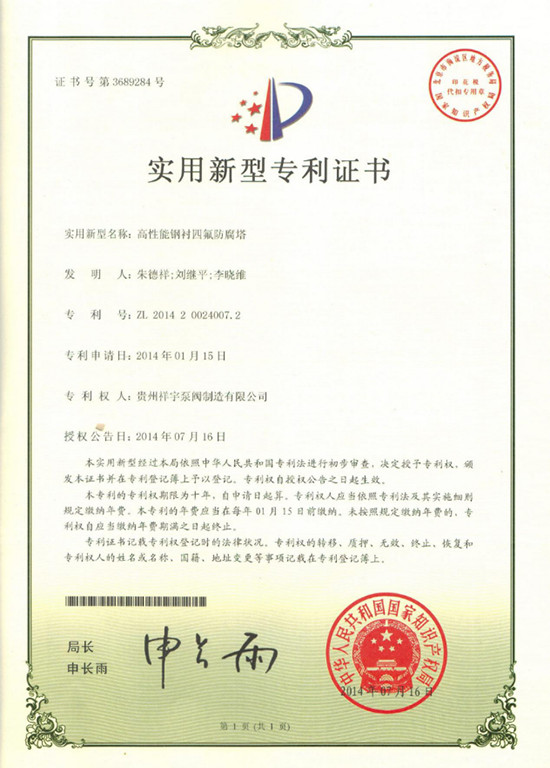 证书号第3689284号
印花税
代扣专用章
实用新型专利证书
实用新型名称：高性能钢衬四氟防腐塔
发明人：朱德祥;刘继平;李晓维
专利号：ZL 2014 2 0024007.2
专利申请日：2014年01月15日
专利权人：贵州祥宇泵阀制造有限公司
授权公告日：2014年07月16日
本实用新型经过本局依照中华人民共和国专利法进行初步审查，决定授予专利权，颁
发本证书并在专利登记簿上予以登记。专利权自授权公告之日起生效。
本专利的专利权期限为十年，自申请日起算。专利权人应当依照专利法及其实施细则
规定缴纳年费。本专利的年费应当在每年01月15日前缴纳。未按照规定缴纳年费的，专
利权自应当缴纳年费期满之日起终止。
专利证书记载专利权登记时的法律状况。专利权的转移、质押、无效、终止、恢复和
专利权人的姓名或名称、国籍、地址变更等事项记载在专利登记簿上。
局长
申长雨
申长雨
中华人民共和国国家知识产权局
2014年07月16日
第1页(共1页)